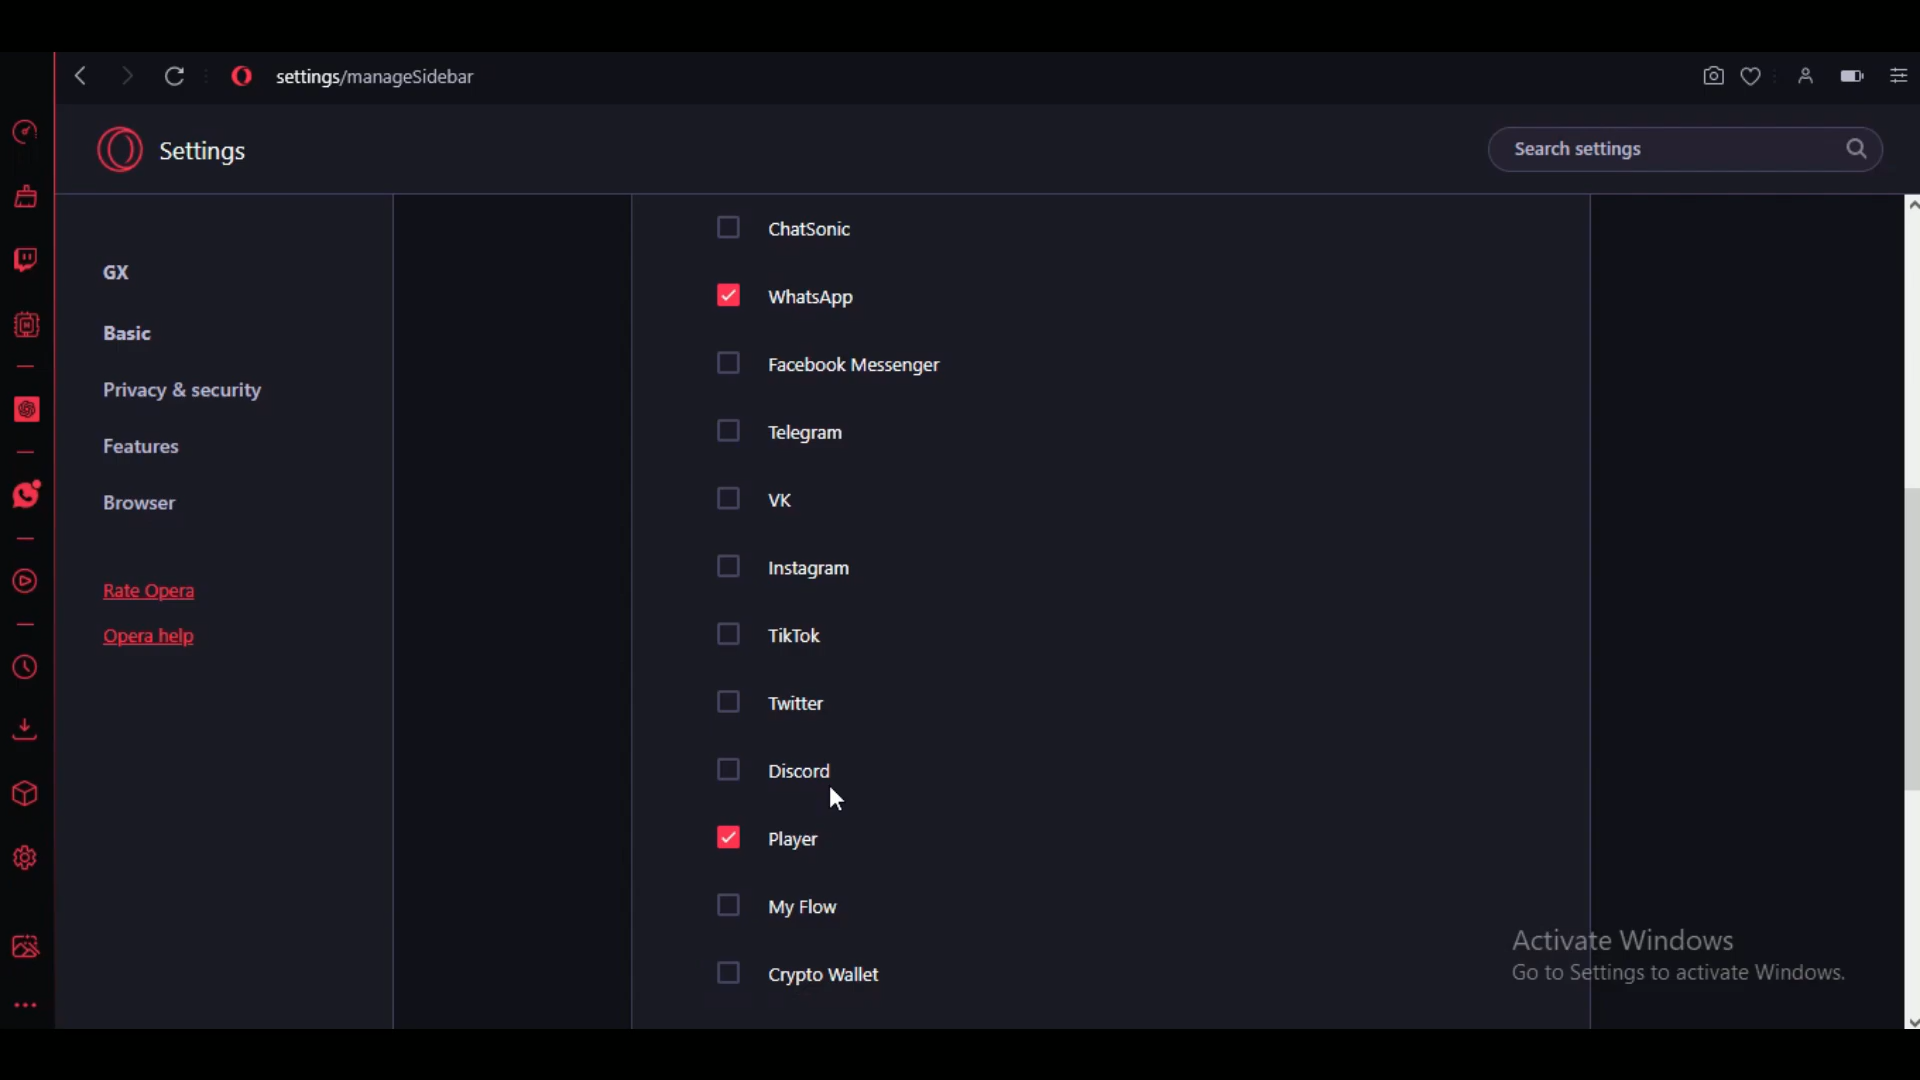 settings/manageSidebar
Settings
Search settings
GX
Basic
Privacy & security
Features
Browser
Rate Opera
Opera help
ChatSonic
WhatsApp
Facebook Messenger
Telegram
VK
Instagram
TikTok
Twitter
Discord
Player
My Flow
Crypto Wallet
Activate Windows
Go to Settings to activate Windows.